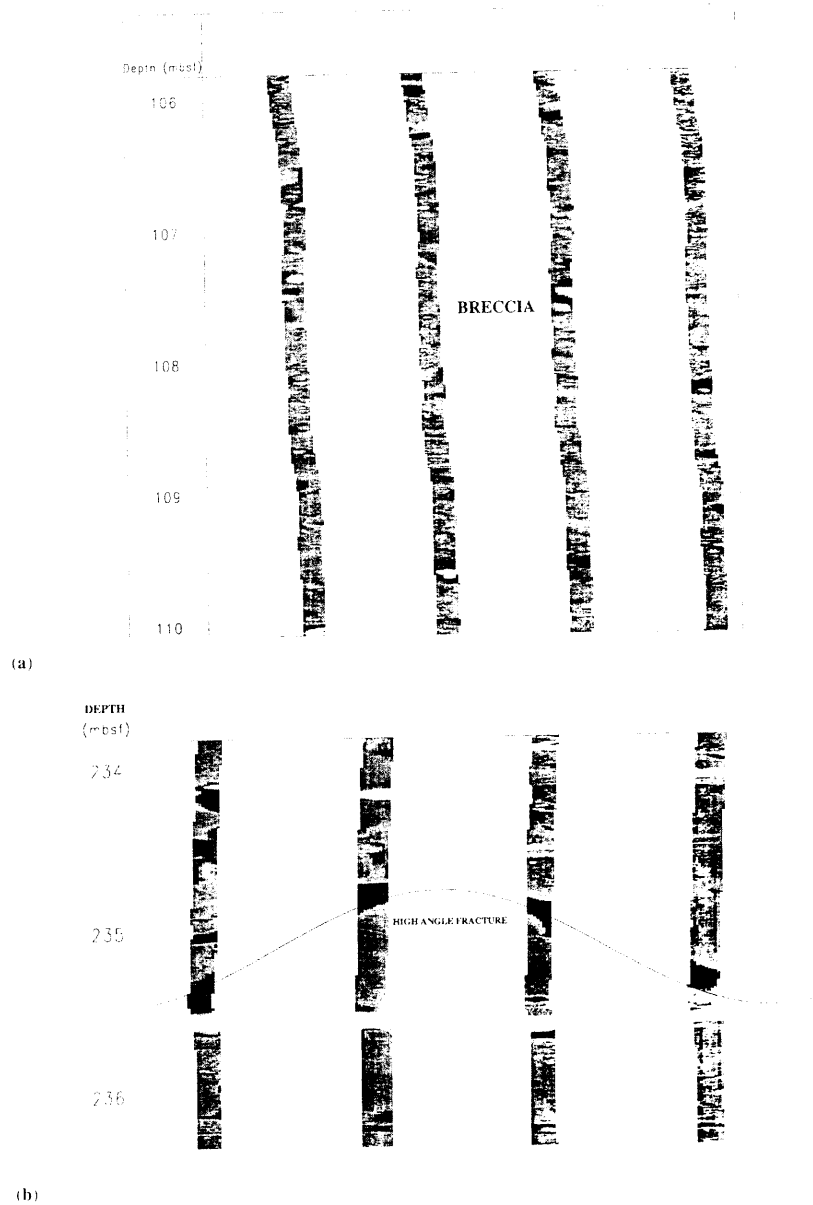 Depth (mbsf)
106
107
BRECCIA
108
109
110
(a)
DEPTH
(mbsf)
234
HIGH ANGLE FRACTURE
235
236
(b)